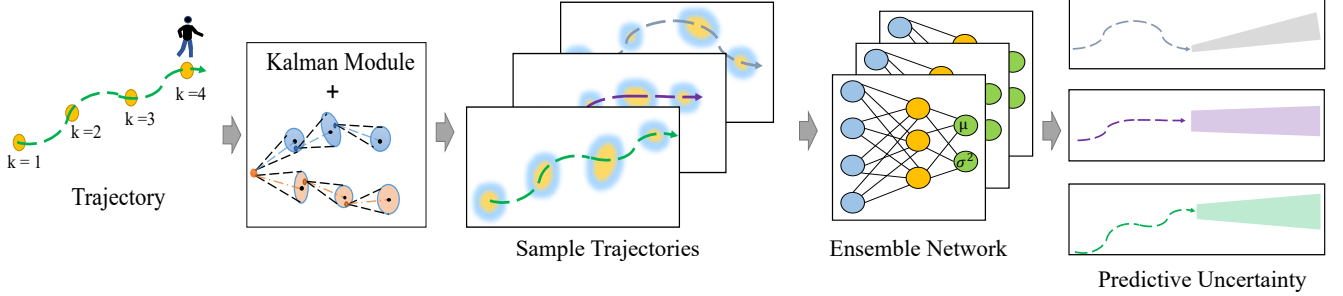 k = 1
k =2
k =3
k =4
Trajectory
Kalman Module
+
Sample Trajectories
μ
σ²
Ensemble Network
Predictive Uncertainty